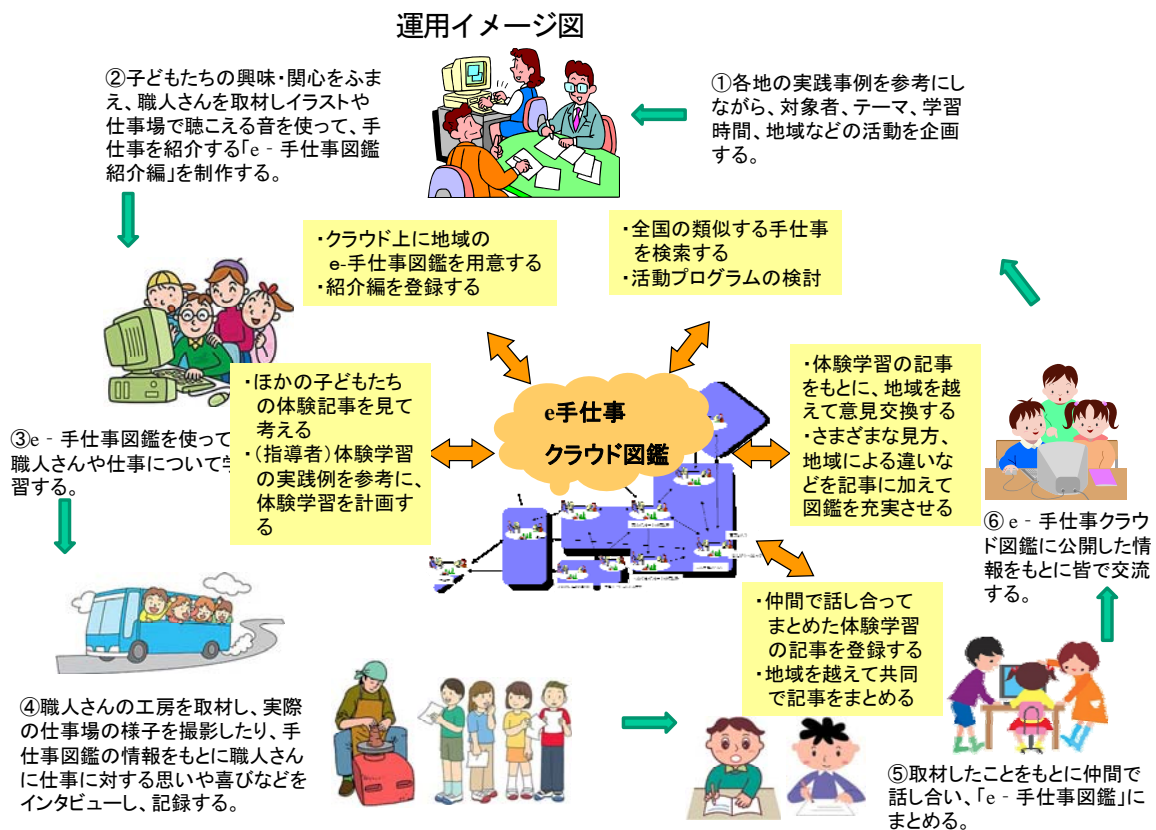 運用イメージ図
①各地の実践事例を参考にし
ながら、対象者、テーマ、学習
時間、地域などの活動を企画
する。
②子どもたちの興味・関心をふま
え、職人さんを取材しイラストや
仕事場で聴こえる音を使って、手
仕事を紹介する「e‐手仕事図鑑
紹介編」を制作する。
・クラウド上に地域の
e-手仕事図鑑を用意する
・紹介編を登録する
・全国の類似する手仕事
を検索する
・活動プログラムの検討
③e‐手仕事図鑑を使って
職人さんや仕事について学
習する。
・ほかの子どもたち
の体験記事を見て
考える
・(指導者)体験学習
の実践例を参考に、
体験学習を計画す
る
e手仕事
クラウド図鑑
・体験学習の記事
をもとに、地域を越
えて意見交換する
・さまざまな見方、
地域による違いな
どを記事に加えて
図鑑を充実させる
⑥e‐手仕事クラウ
ド図鑑に公開した情
報をもとに皆で交流
する。
・仲間で話し合って
まとめた体験学習
の記事を登録する
・地域を越えて共同
で記事をまとめる
④職人さんの工房を取材し、実際
の仕事場の様子を撮影したり、手
仕事図鑑の情報をもとに職人さん
に仕事に対する思いや喜びなどを
インタビューし、記録する。
⑤取材したことをもとに仲間で
話し合い、「e‐手仕事図鑑」に
まとめる。